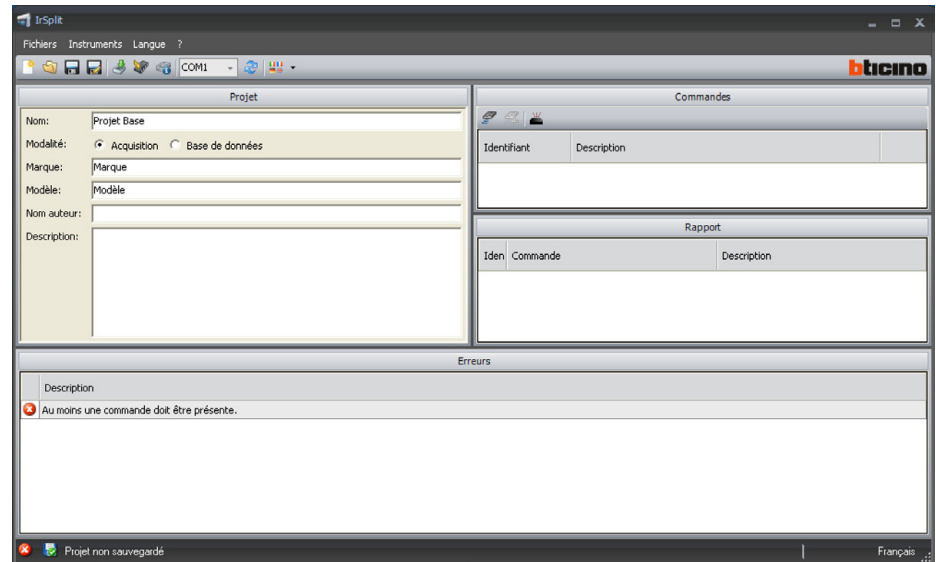 IrSplit
Fichiers Instruments Langue ?
COM1
bticino
Projet
Nom: Projet Base
Modalité: Acquisition Base de données
Marque: Marque
Modèle: Modèle
Nom auteur:
Description:
Commandes
Identifiant Description
Rapport
Iden Commande Description
Erreurs
Description
Au moins une commande doit être présente.
Projet non sauvegardé
Français